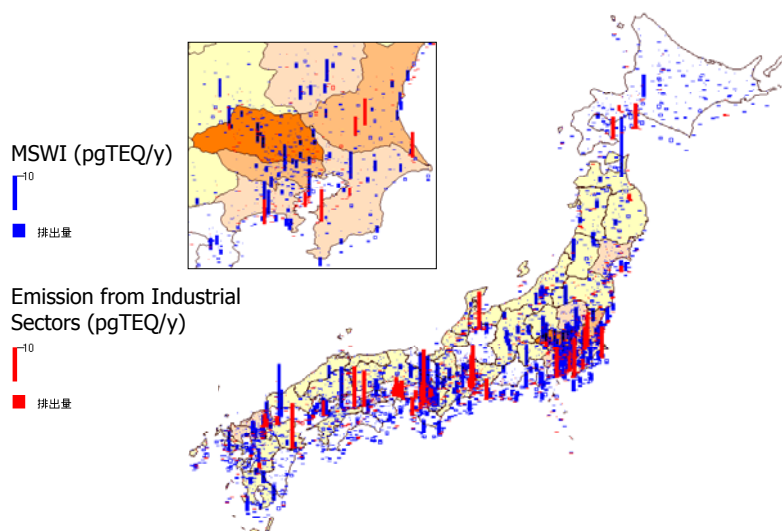 MSWI (pgTEQ/y)
10
排出量
Emission from Industrial
Sectors (pgTEQ/y)
10
排出量